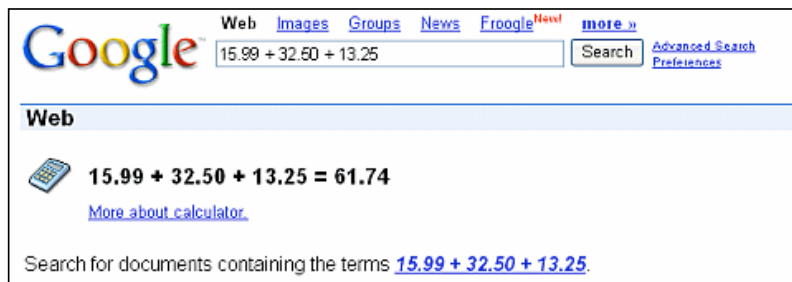 Web Images Groups News Froogle New! more »
Google
15.99 + 32.50 + 13.25 Search Advanced Search
Preferences
Web
15.99 + 32.50 + 13.25 = 61.74
More about calculator.
Search for documents containing the terms 15.99 + 32.50 + 13.25.